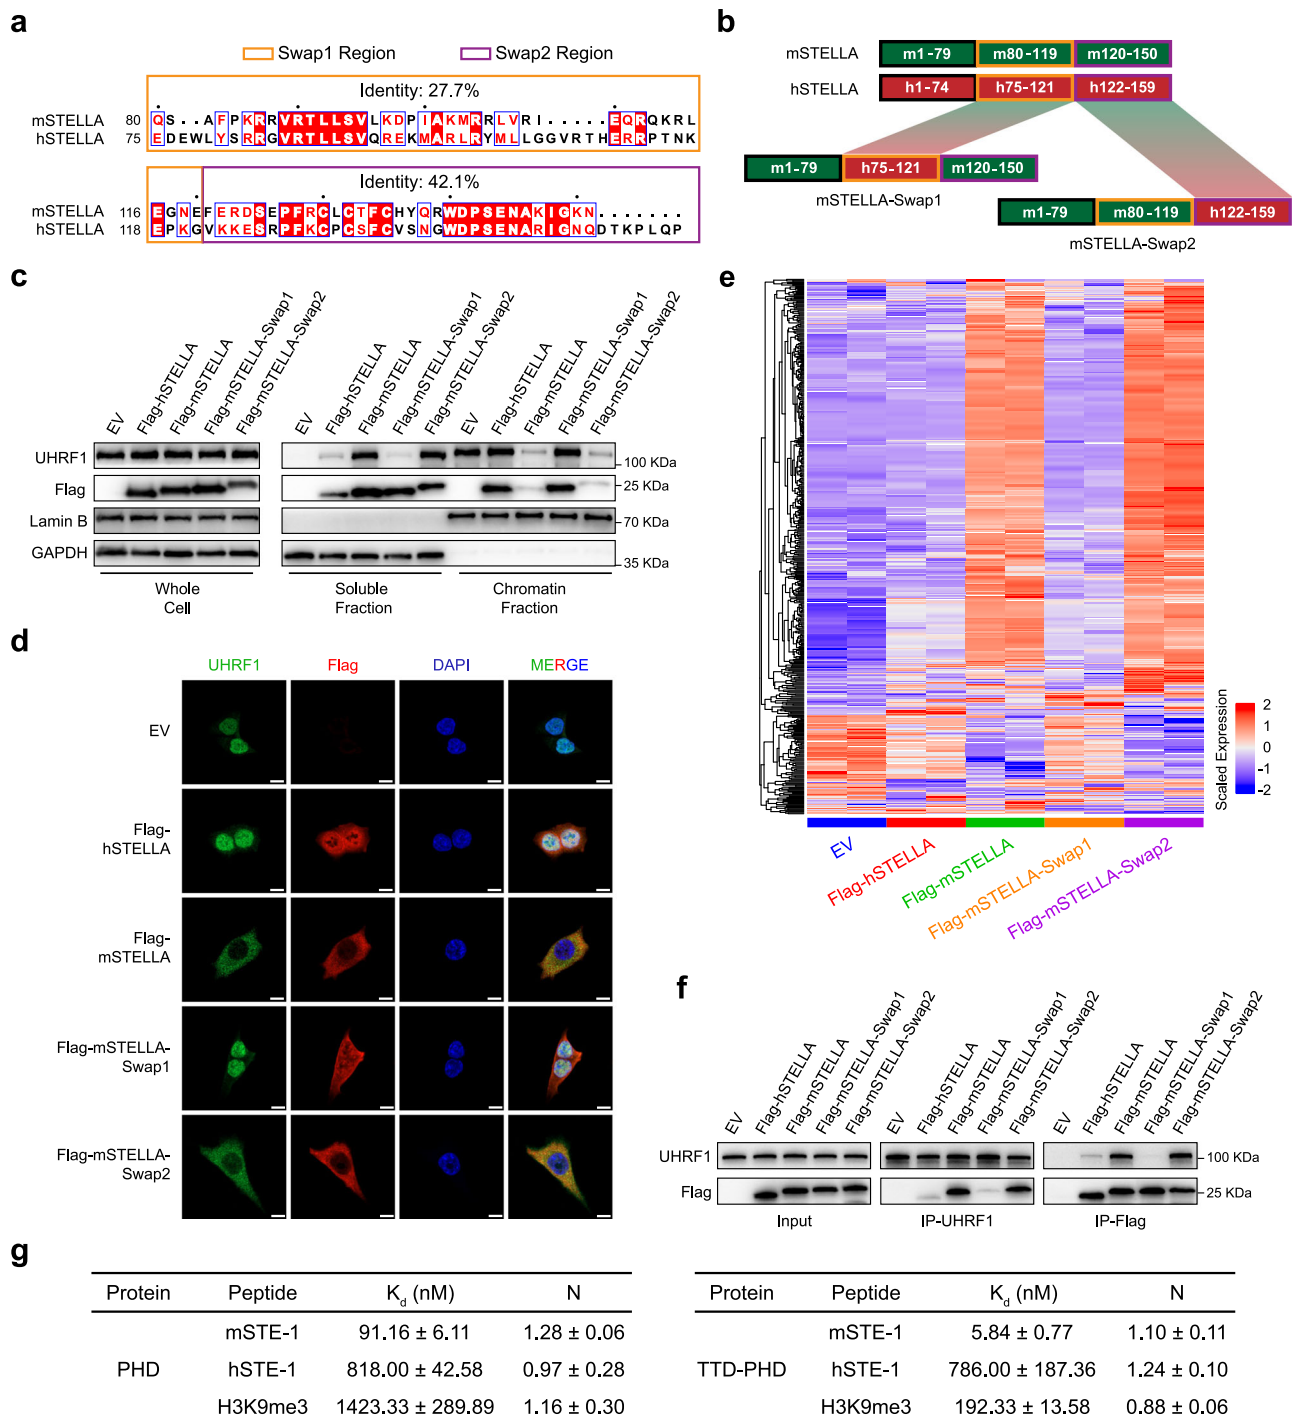 a
Swap1 Region
Swap2 Region
Identity: 27.7%
mSTELLA 80 QS..AFPKRRVRTLLSVLKDPIAKMRRLVRI.....EQRQKRL
hSTELLA 75 EDEWLYSRRGVRTLLSVQREKMARLRYMLLGGVRTHERRPTNK
Identity: 42.1%
mSTELLA 116 EGNEFERDSEPFRCLCTFCHYQRWDPSENAKIGKN.......
hSTELLA 118 EPKGVKKESRPFKCPCSFCVSNGWDPSENARIGNQDTKPLQP
b
mSTELLA m1-79 m80-119 m120-150
hSTELLA h1-74 h75-121 h122-159
m1-79 h75-121 m120-150
mSTELLA-Swap1
m1-79 m80-119 h122-159
mSTELLA-Swap2
c
EV Flag-hSTELLA Flag-mSTELLA Flag-mSTELLA-Swap1 Flag-mSTELLA-Swap2
EV Flag-hSTELLA Flag-mSTELLA Flag-mSTELLA-Swap1 Flag-mSTELLA-Swap2
EV Flag-hSTELLA Flag-mSTELLA Flag-mSTELLA-Swap1 Flag-mSTELLA-Swap2
UHRF1 100 KDa
Flag 25 KDa
Lamin B 70 KDa
GAPDH 35 KDa
Whole Cell
Soluble Fraction
Chromatin Fraction
d
UHRF1 Flag DAPI MERGE
EV
Flag-hSTELLA
Flag-mSTELLA
Flag-mSTELLA-Swap1
Flag-mSTELLA-Swap2
e
Scaled Expression
2
1
0
-1
-2
EV
Flag-hSTELLA
Flag-mSTELLA
Flag-mSTELLA-Swap1
Flag-mSTELLA-Swap2
f
EV Flag-hSTELLA Flag-mSTELLA Flag-mSTELLA-Swap1 Flag-mSTELLA-Swap2
EV Flag-hSTELLA Flag-mSTELLA Flag-mSTELLA-Swap1 Flag-mSTELLA-Swap2
EV Flag-hSTELLA Flag-mSTELLA Flag-mSTELLA-Swap1 Flag-mSTELLA-Swap2
UHRF1 100 KDa
Flag 25 KDa
Input IP-UHRF1 IP-Flag
g
Protein Peptide Kd (nM) N
mSTE-1 91.16 ± 6.11 1.28 ± 0.06
PHD hSTE-1 818.00 ± 42.58 0.97 ± 0.28
H3K9me3 1423.33 ± 289.89 1.16 ± 0.30
Protein Peptide Kd (nM) N
mSTE-1 5.84 ± 0.77 1.10 ± 0.11
TTD-PHD hSTE-1 786.00 ± 187.36 1.24 ± 0.10
H3K9me3 192.33 ± 13.58 0.88 ± 0.06